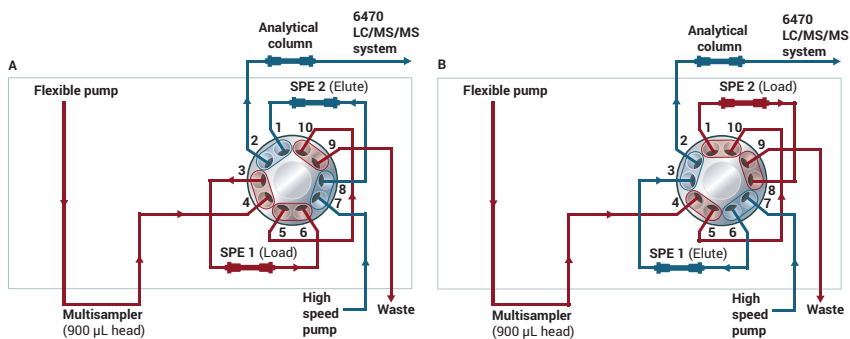 A
Analytical
column
6470
LC/MS/MS
system
Flexible pump
SPE 2 (Elute)
1
10
2
9
3
8
4
7
5
6
SPE 1 (Load)
Multisampler
(900 µL head)
High
speed
pump
Waste
B
Analytical
column
6470
LC/MS/MS
system
Flexible pump
SPE 2 (Load)
1
10
2
9
3
8
4
7
5
6
SPE 1 (Elute)
Multisampler
(900 µL head)
High
speed
pump
Waste